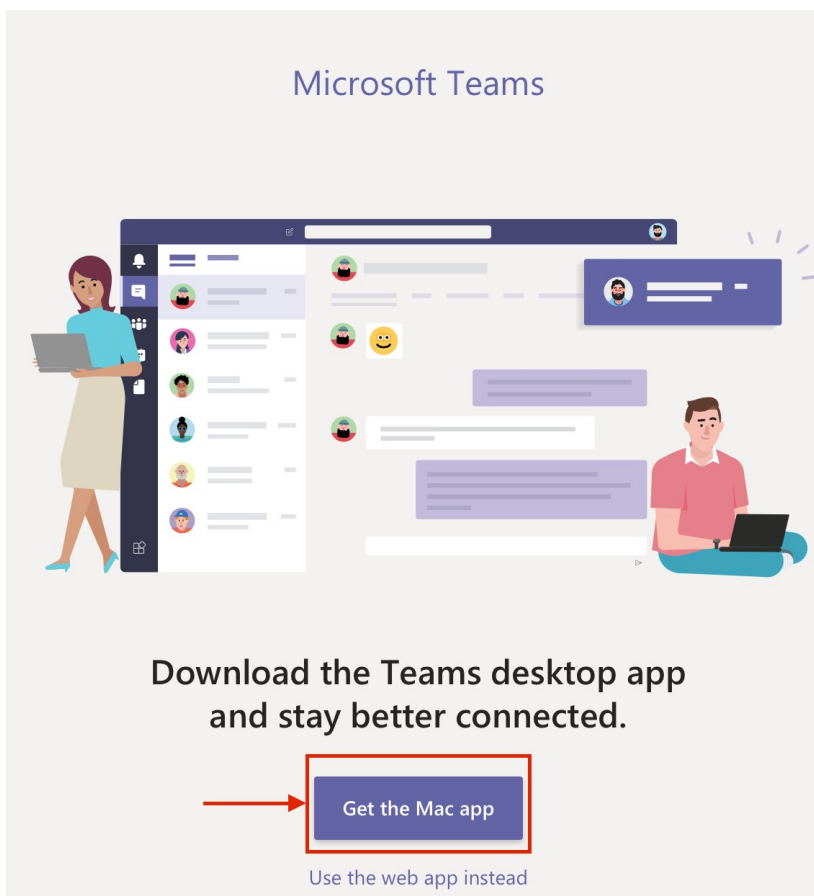 Microsoft Teams
Download the Teams desktop app
and stay better connected.
Get the Mac app
Use the web app instead